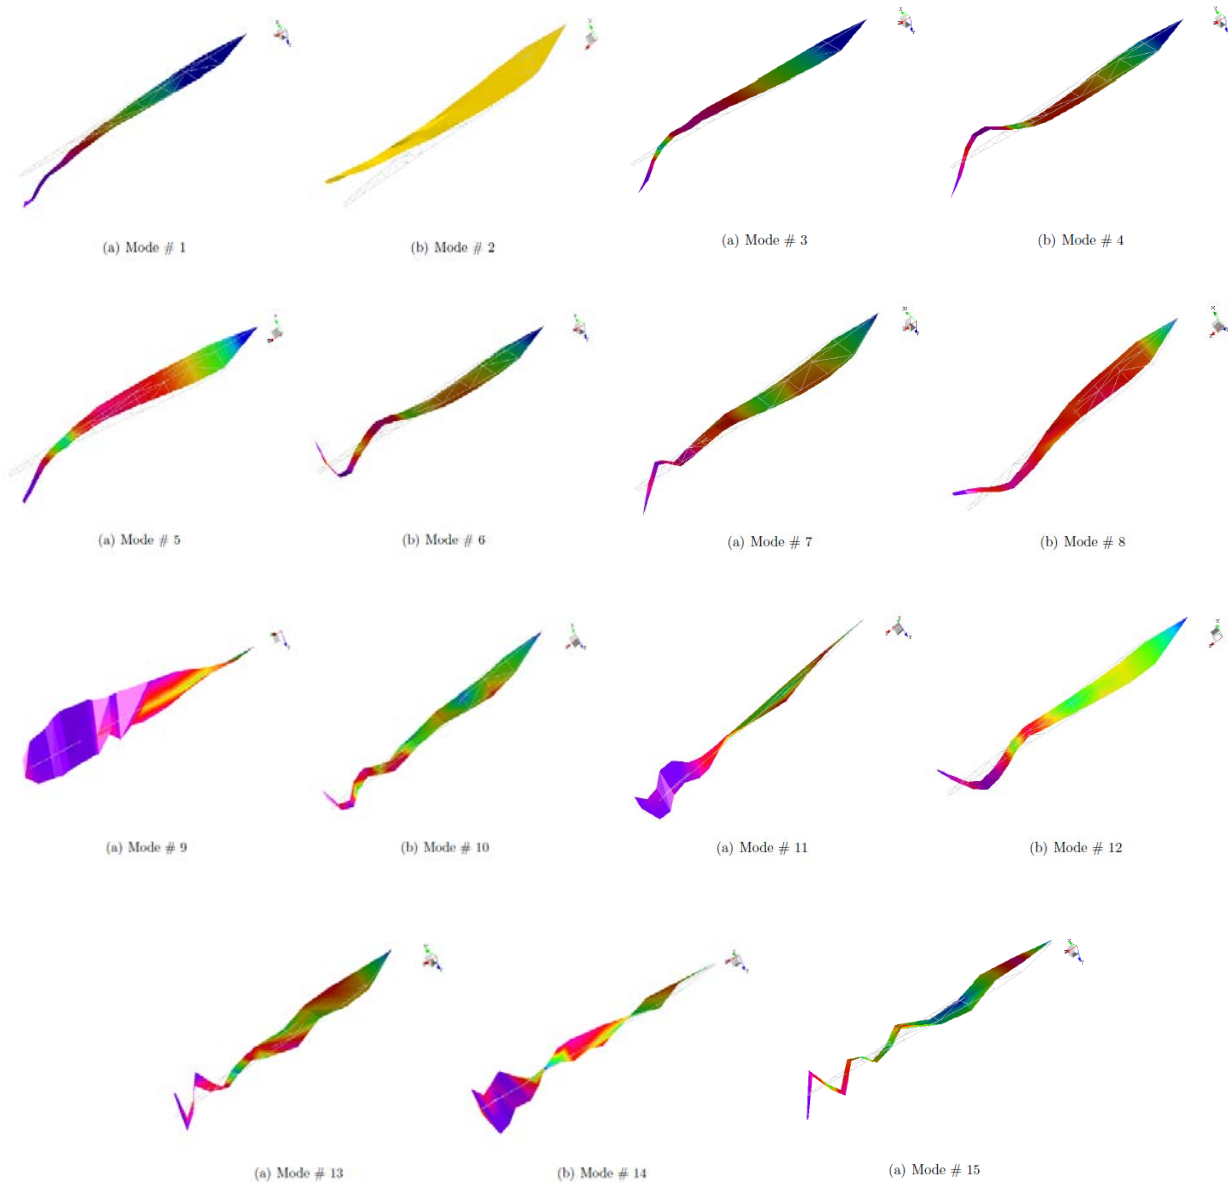 (a) Mode # 1
(b) Mode # 2
(a) Mode # 3
(b) Mode # 4
(a) Mode # 5
(b) Mode # 6
(a) Mode # 7
(b) Mode # 8
(a) Mode # 9
(b) Mode # 10
(a) Mode # 11
(b) Mode # 12
(a) Mode # 13
(b) Mode # 14
(a) Mode # 15